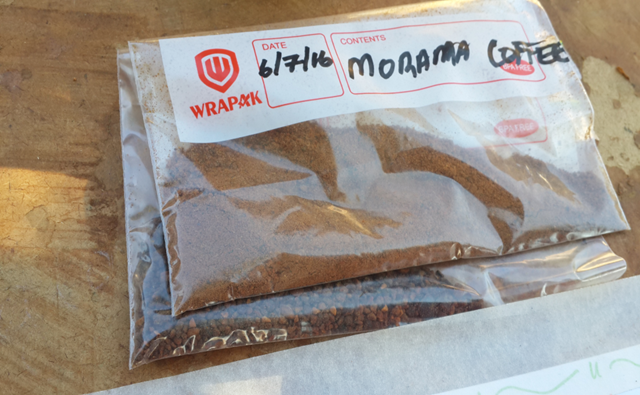 DATE
CONTENTS
6/7/16
MORAMA COFFEE
WRAPAK